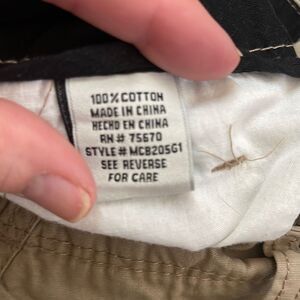 100% COTTON
MADE IN CHINA
HECHO EN CHINA
RN# 75670
STYLE# MCB205G1
SEE REVERSE
FOR CARE